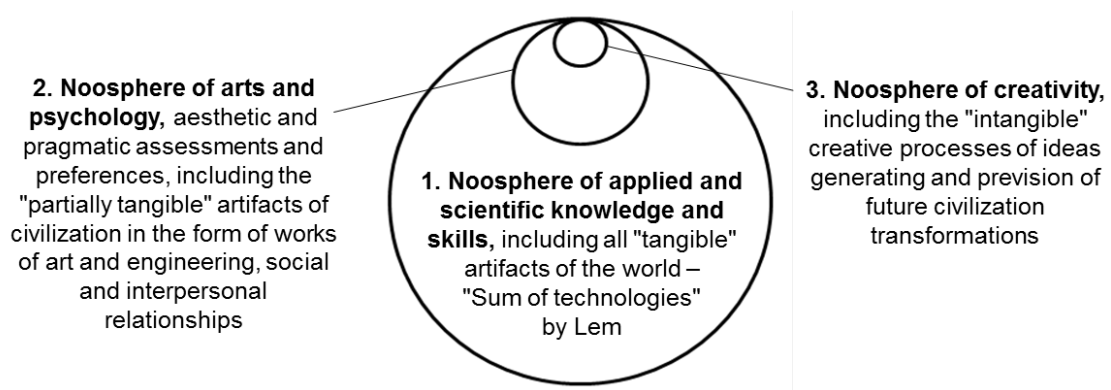 2. Noosphere of arts and
psychology, aesthetic and
pragmatic assessments and
preferences, including the
"partially tangible" artifacts of
civilization in the form of works
of art and engineering, social
and interpersonal
relationships
1. Noosphere of applied and
scientific knowledge and
skills, including all "tangible"
artifacts of the world –
"Sum of technologies"
by Lem
3. Noosphere of creativity,
including the "intangible"
creative processes of ideas
generating and prevision of
future civilization
transformations